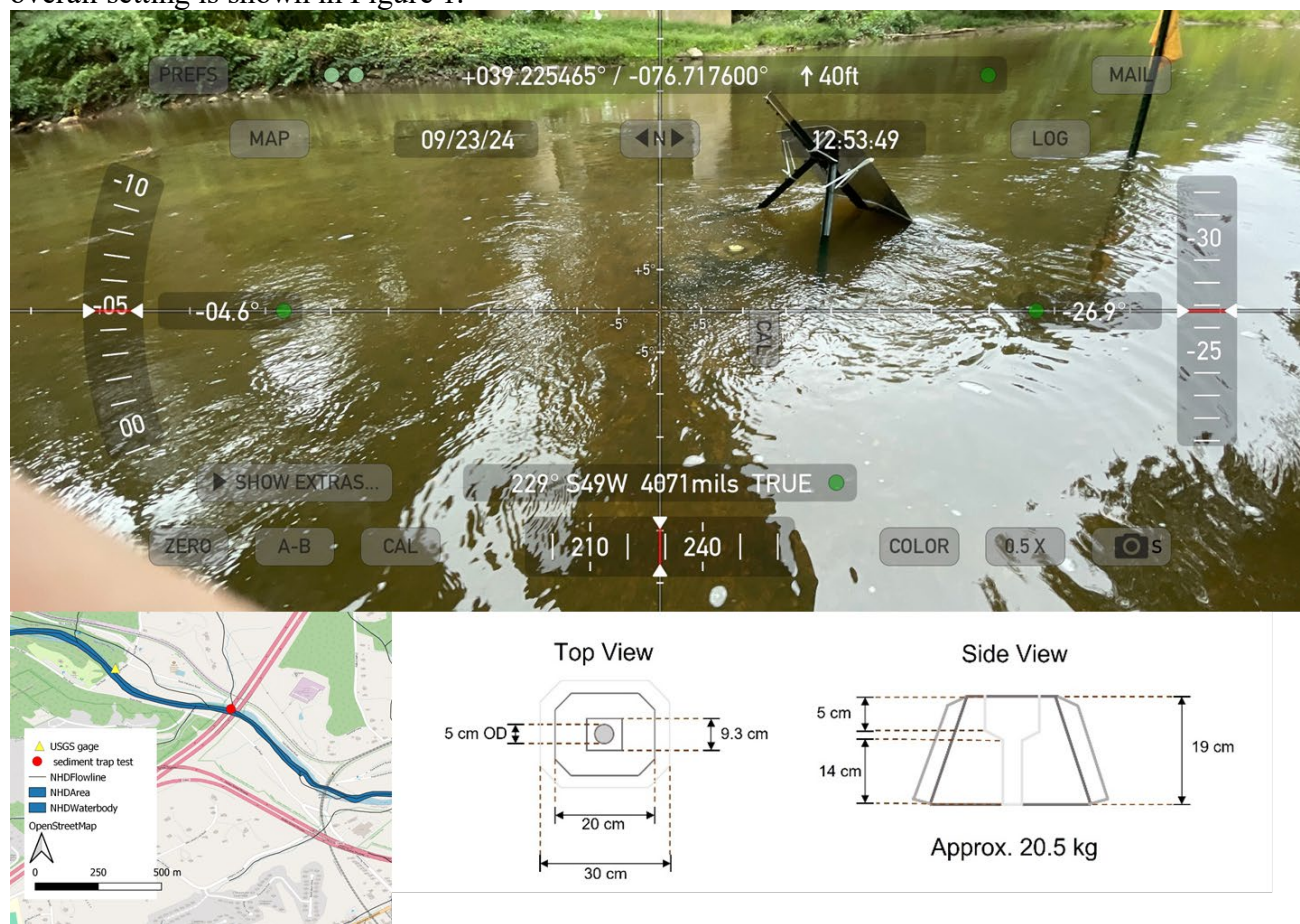 overall setting is shown in Figure 1.
PREFS
+039.225465° / -076.717600° ↑ 40ft
MAIL
MAP
09/23/24
◀N▶
12:53:49
LOG
-10
-30
+5°
-05
-04.6°
-5°
+5°
-26.9°
CAL
-5°
-25
00
▶ SHOW EXTRAS...
229° S49W 4071mils TRUE
ZERO
A-B
CAL
210
240
COLOR
0.5 X
S
USGS gage
sediment trap test
NHDFlowline
NHDArea
NHDWaterbody
OpenStreetMap
0 250 500 m
Top View
5 cm OD
9.3 cm
20 cm
30 cm
Side View
5 cm
14 cm
19 cm
Approx. 20.5 kg